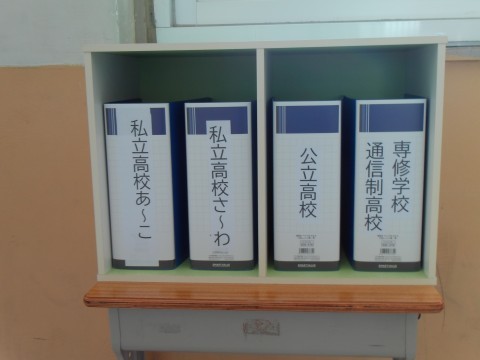 私立高校あ～こ
私立高校さ～わ
公立高校
専修学校
通信制高校